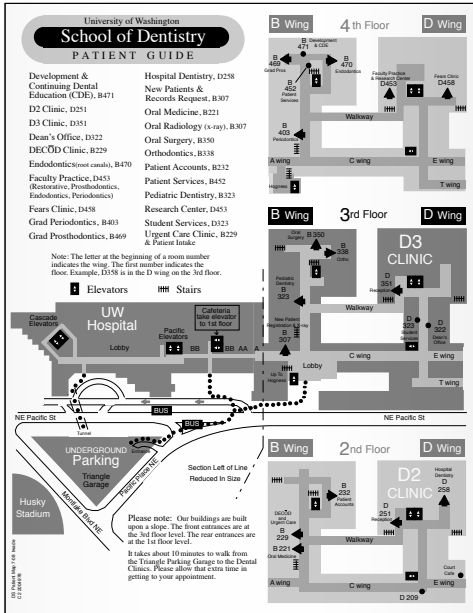 University of Washington
School of Dentistry
PATIENT GUIDE
Development &
Continuing Dental
Education (CDE), B471
D2 Clinic, D251
D3 Clinic, D351
Dean's Office, D322
DECOD Clinic, B229
Endodontics(root canals), B470
Faculty Practice, D453
(Restorative, Prosthodontics,
Endodontics, Periodontics)
Fears Clinic, D458
Grad Periodontics, B403
Grad Prosthodontics, B469
Hospital Dentistry, D258
New Patients &
Records Request, B307
Oral Medicine, B221
Oral Radiology (x-ray), B307
Oral Surgery, B350
Orthodontics, B338
Patient Accounts, B232
Patient Services, B452
Pediatric Dentistry, B323
Research Center, D453
Student Services, D323
Urgent Care Clinic, B229
& Patient Intake
Note: The letter at the beginning of a room number
indicates the wing. The first number indicates the
floor. Example, D358 is in the D wing on the 3rd floor.
Elevators
Stairs
Cafeteria
take elevator
to 1st floor
UW
Hospital
Cascade
Elevators
Pacific
Elevators
Lobby
BB
BB
AA
A
BUS
BUS
NE Pacific St
NE Pacific St
Tunnel
Entrance
UNDERGROUND
Parking
Triangle
Garage
Montlake Blvd NE
Pacific Place NE
Husky
Stadium
Section Left of Line
Reduced In Size
Please note: Our buildings are built
upon a slope. The front entrances are at
the 3rd floor level. The rear entrances are
at the 1st floor level.
It takes about 10 minutes to walk from
the Triangle Parking Garage to the Dental
Clinics. Please allow that extra time in
getting to your appointment.
B Wing
4th Floor
D Wing
B
471
Development
& CDE
B
469
Grad Pros
B
470
Endodontics
B
452
Patient
Services
B
403
Periodontics
Faculty Practice
& Research Center
D453
Fears Clinic
D458
Walkway
A wing
C wing
E wing
T wing
Hogness
B Wing
3rd Floor
D Wing
Oral
Surgery
B 350
B
338
Ortho
Pediatric
Dentistry
B
323
New Patient
Registration & X-ray
B
307
Up To
Hogness
Lobby
D3
CLINIC
D
351
Reception
D
323
Student
Services
D
322
Dean's
Office
Walkway
C wing
E wing
T wing
B Wing
2nd Floor
D Wing
B
232
Patient
Accounts
DECOD
and
Urgent Care
B
229
B 221
Oral Medicine
D2
CLINIC
Hospital
Dentistry
D
258
D
251
Reception
Walkway
Court
Cafe
A wing
C wing
E wing
D 209